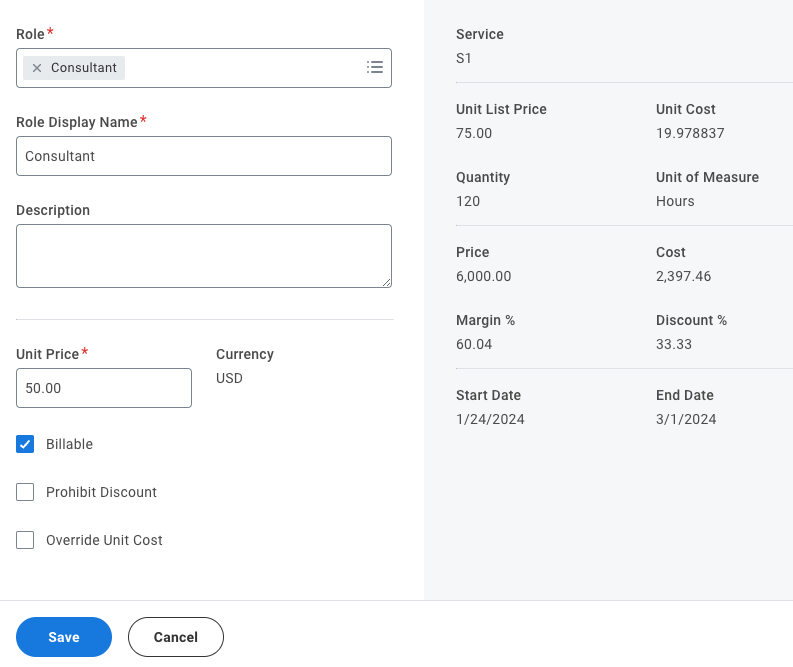 Role*
× Consultant
Role Display Name*
Consultant
Description
Unit Price*
Currency
50.00
USD
Billable
Prohibit Discount
Override Unit Cost
Service
S1
Unit List Price
Unit Cost
75.00
19.978837
Quantity
Unit of Measure
120
Hours
Price
Cost
6,000.00
2,397.46
Margin %
Discount %
60.04
33.33
Start Date
End Date
1/24/2024
3/1/2024
Save
Cancel